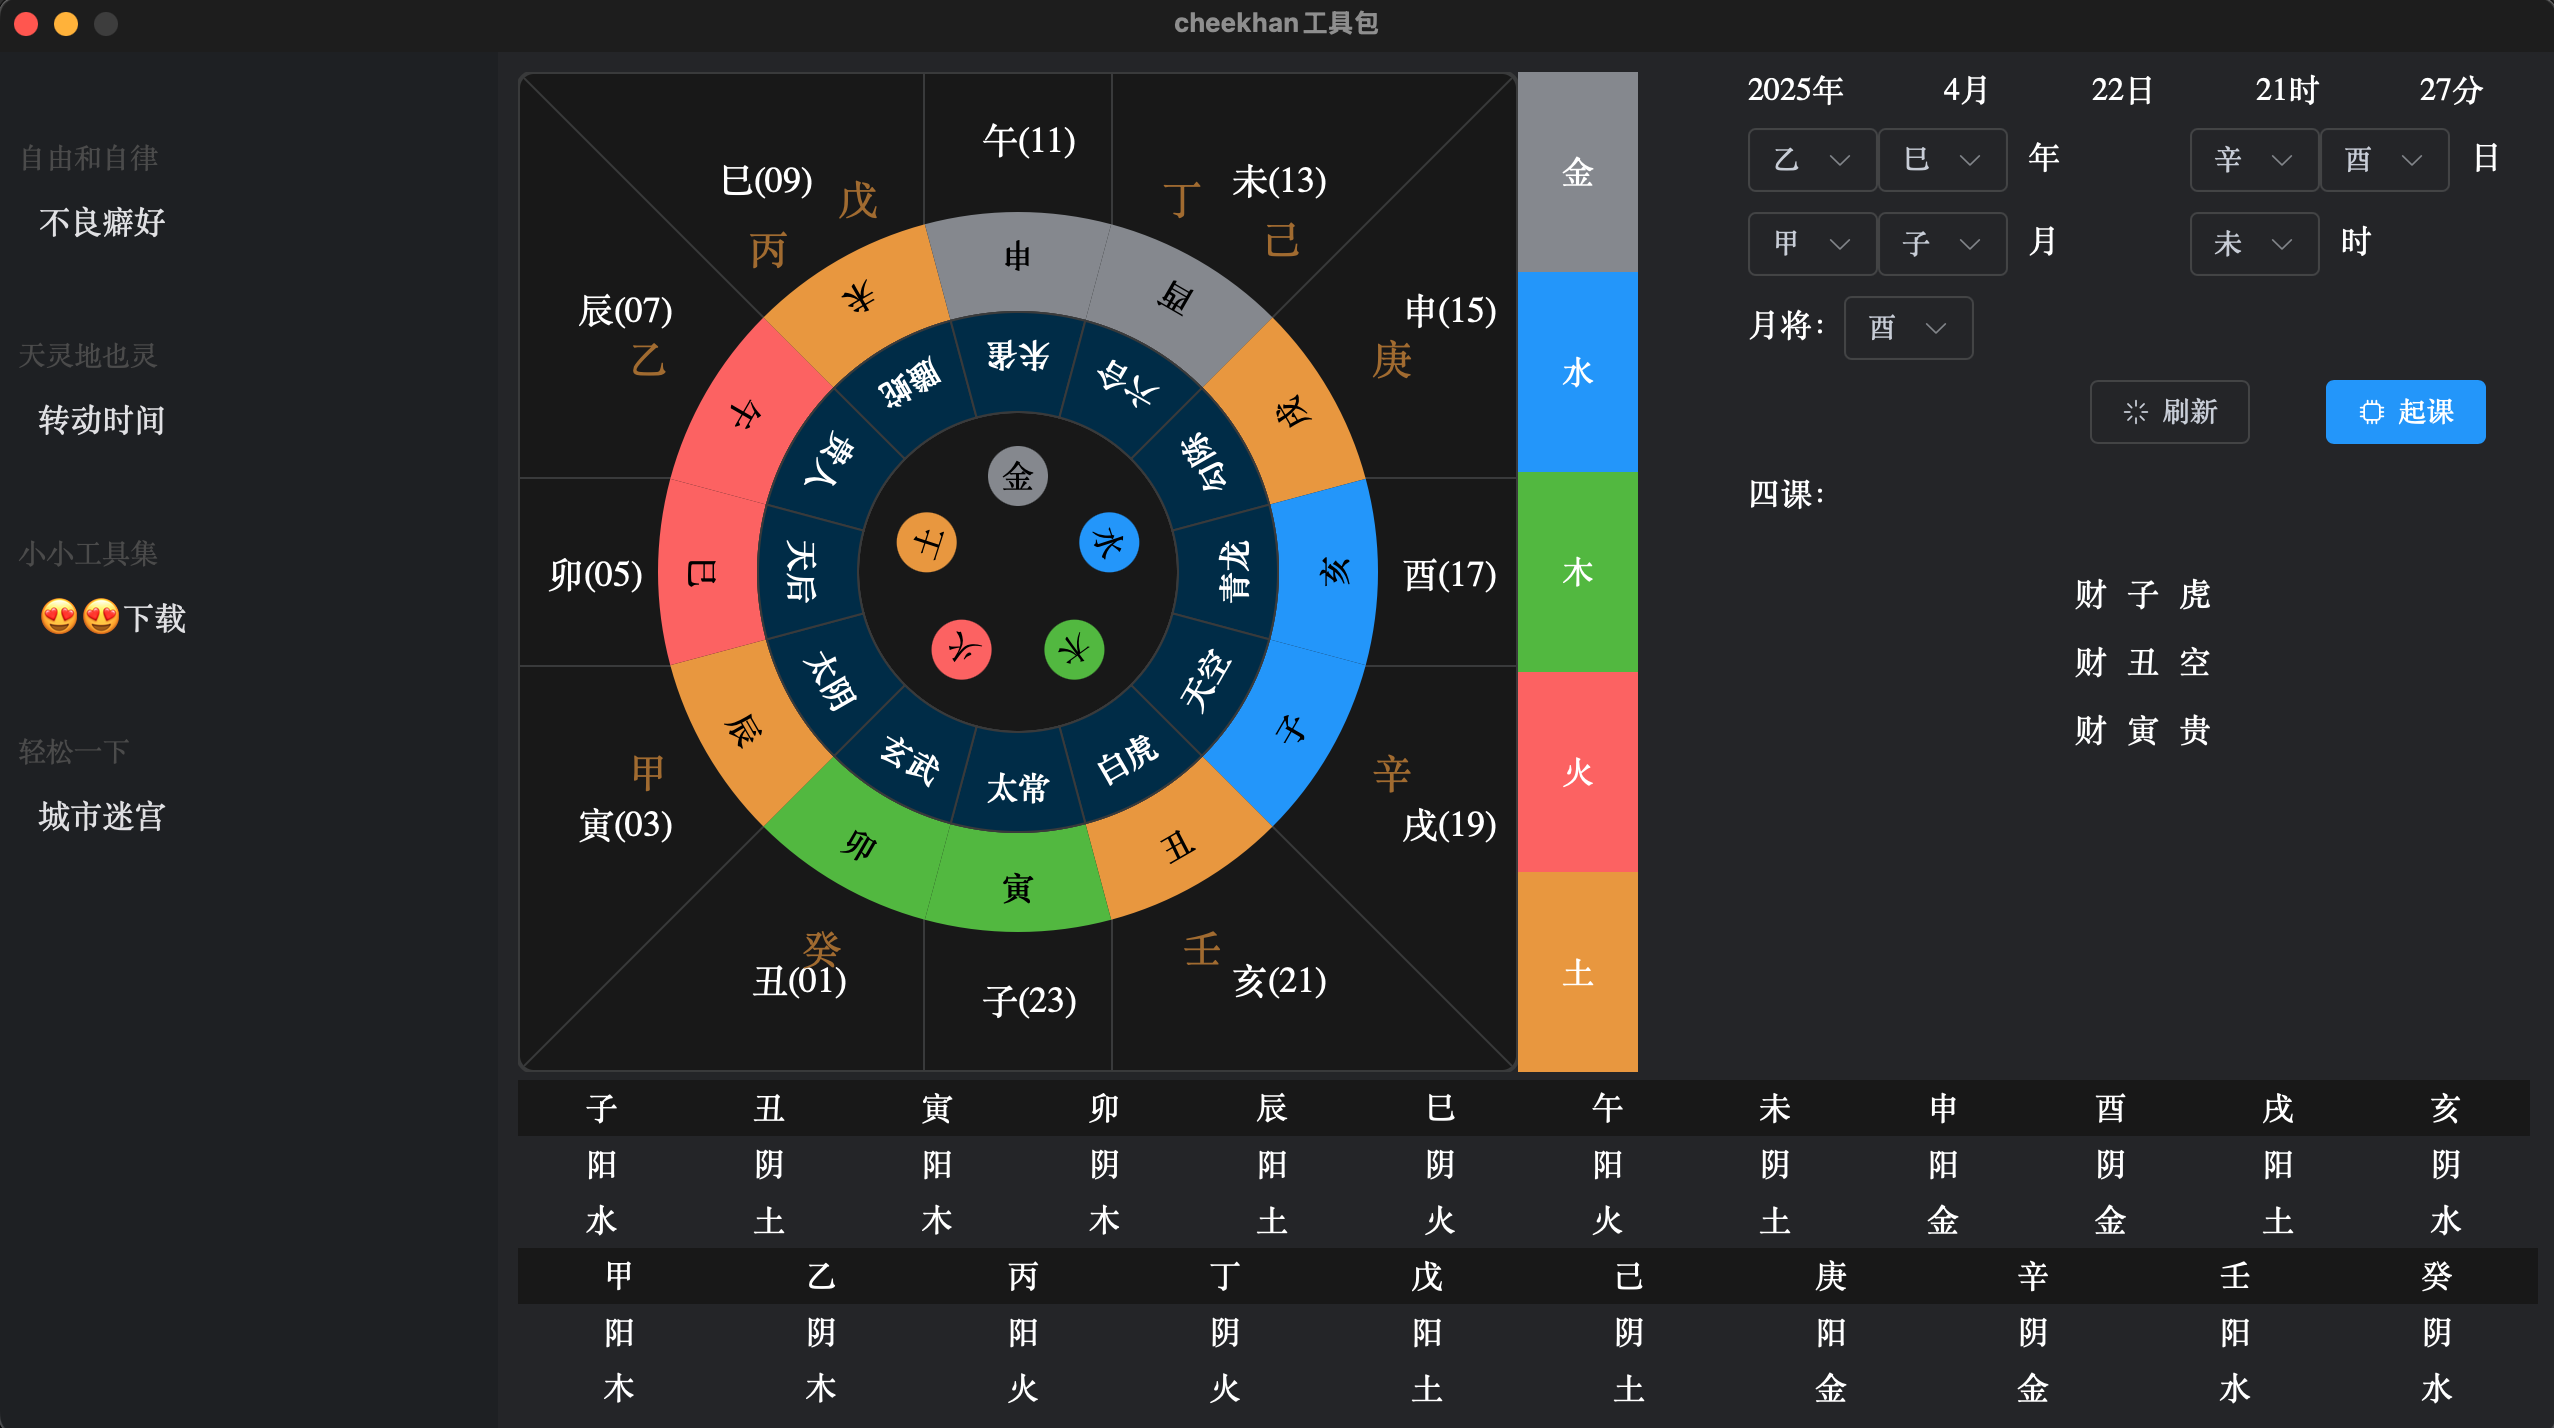 cheekhan工具包
自由和自律
不良癖好
天灵地也灵
转动时间
小小工具集
😍😍下载
轻松一下
城市迷宫
午(11)
巳(09) 戊 丁 未(13)
丙 己
辰(07) 申(15)
乙 庚
卯(05) 酉(17)
甲 辛
寅(03) 戌(19)
癸 壬
丑(01) 亥(21)
子(23)
申
酉
戌
亥
子
丑
寅
卯
辰
巳
午
未
朱雀
六合
勾陈
青龙
天空
白虎
太常
玄武
太阴
天后
贵人
螣蛇
金
水
木
火
土
金
水
木
火
土
2025年 4月 22日 21时 27分
乙 巳 年 辛 酉 日
甲 子 月 未 时
月将: 酉
刷新 起课
四课:
财 子 虎
财 丑 空
财 寅 贵
子 丑 寅 卯 辰 巳 午 未 申 酉 戌 亥
阳 阴 阳 阴 阳 阴 阳 阴 阳 阴 阳 阴
水 土 木 木 土 火 火 土 金 金 土 水
甲 乙 丙 丁 戊 己 庚 辛 壬 癸
阳 阴 阳 阴 阳 阴 阳 阴 阳 阴
木 木 火 火 土 土 金 金 水 水